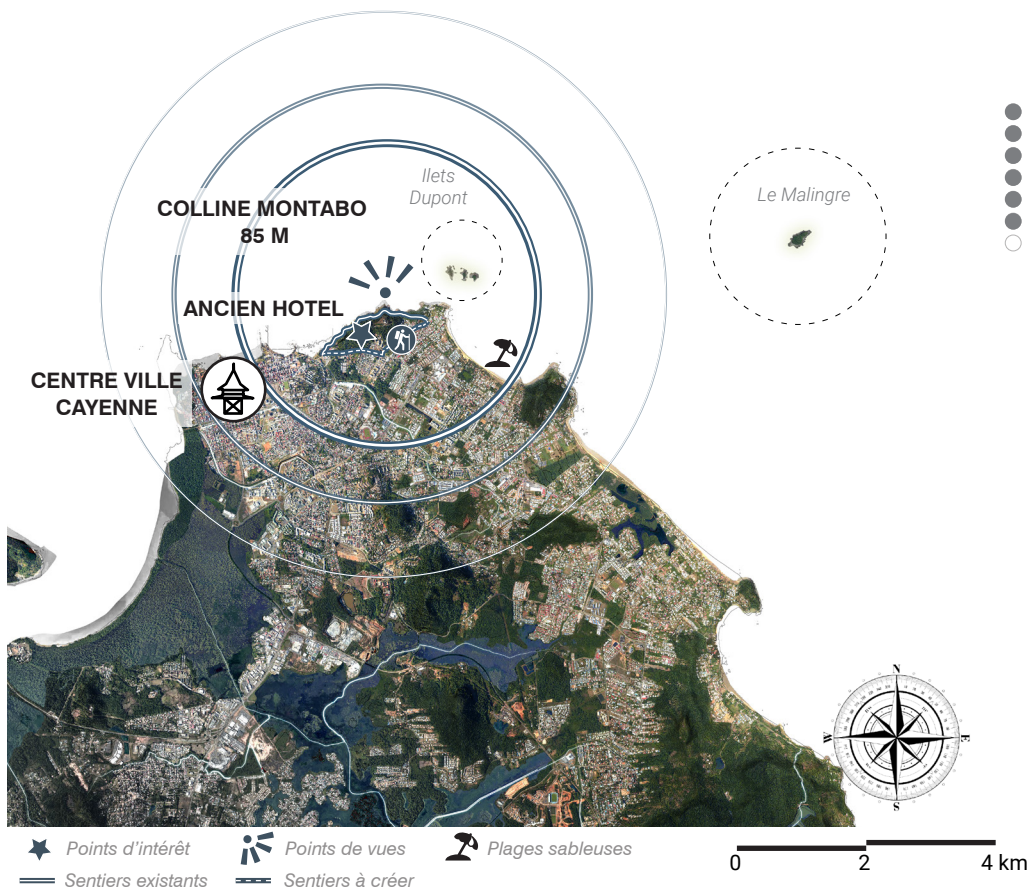 Ilets
Dupont
Le Malingre
COLLINE MONTABO
85 M
ANCIEN HOTEL
CENTRE VILLE
CAYENNE
N
W
E
S
Points d'intérêt
Points de vues
Plages sableuses
Sentiers existants
Sentiers à créer
0
2
4 km